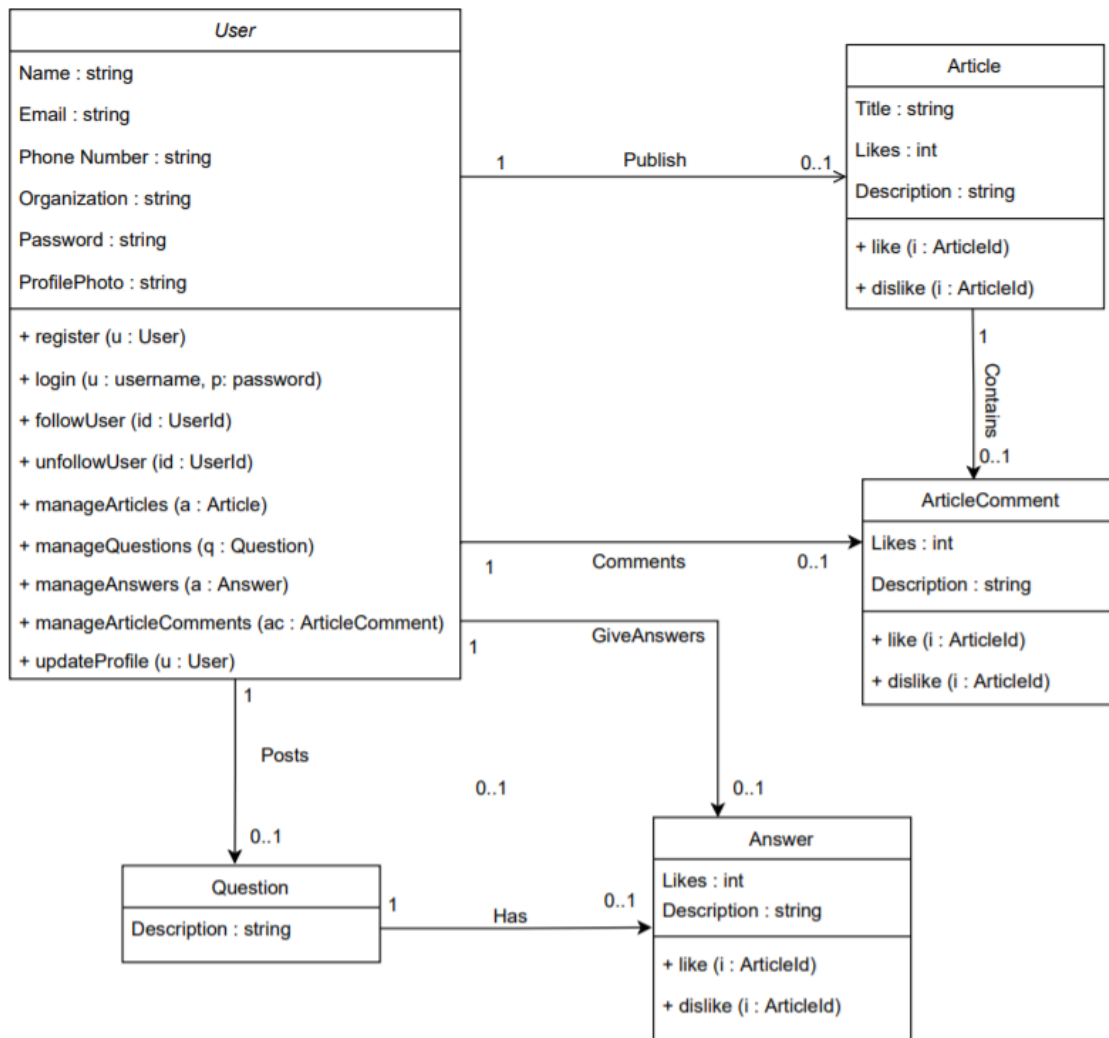 User
Name : string
Email : string
Phone Number : string
Organization : string
Password : string
ProfilePhoto : string
+ register (u : User)
+ login (u : username, p: password)
+ followUser (id : UserId)
+ unfollowUser (id : UserId)
+ manageArticles (a : Article)
+ manageQuestions (q : Question)
+ manageAnswers (a : Answer)
+ manageArticleComments (ac : ArticleComment)
+ updateProfile (u : User)
1
Publish
0..1
Article
Title : string
Likes : int
Description : string
+ like (i : ArticleId)
+ dislike (i : ArticleId)
1
Contains
0..1
ArticleComment
Likes : int
Description : string
+ like (i : ArticleId)
+ dislike (i : ArticleId)
1
Comments
0..1
1
GiveAnswers
0..1
1
Posts
0..1
0..1
Question
Description : string
1
Has
0..1
Answer
Likes : int
Description : string
+ like (i : ArticleId)
+ dislike (i : ArticleId)